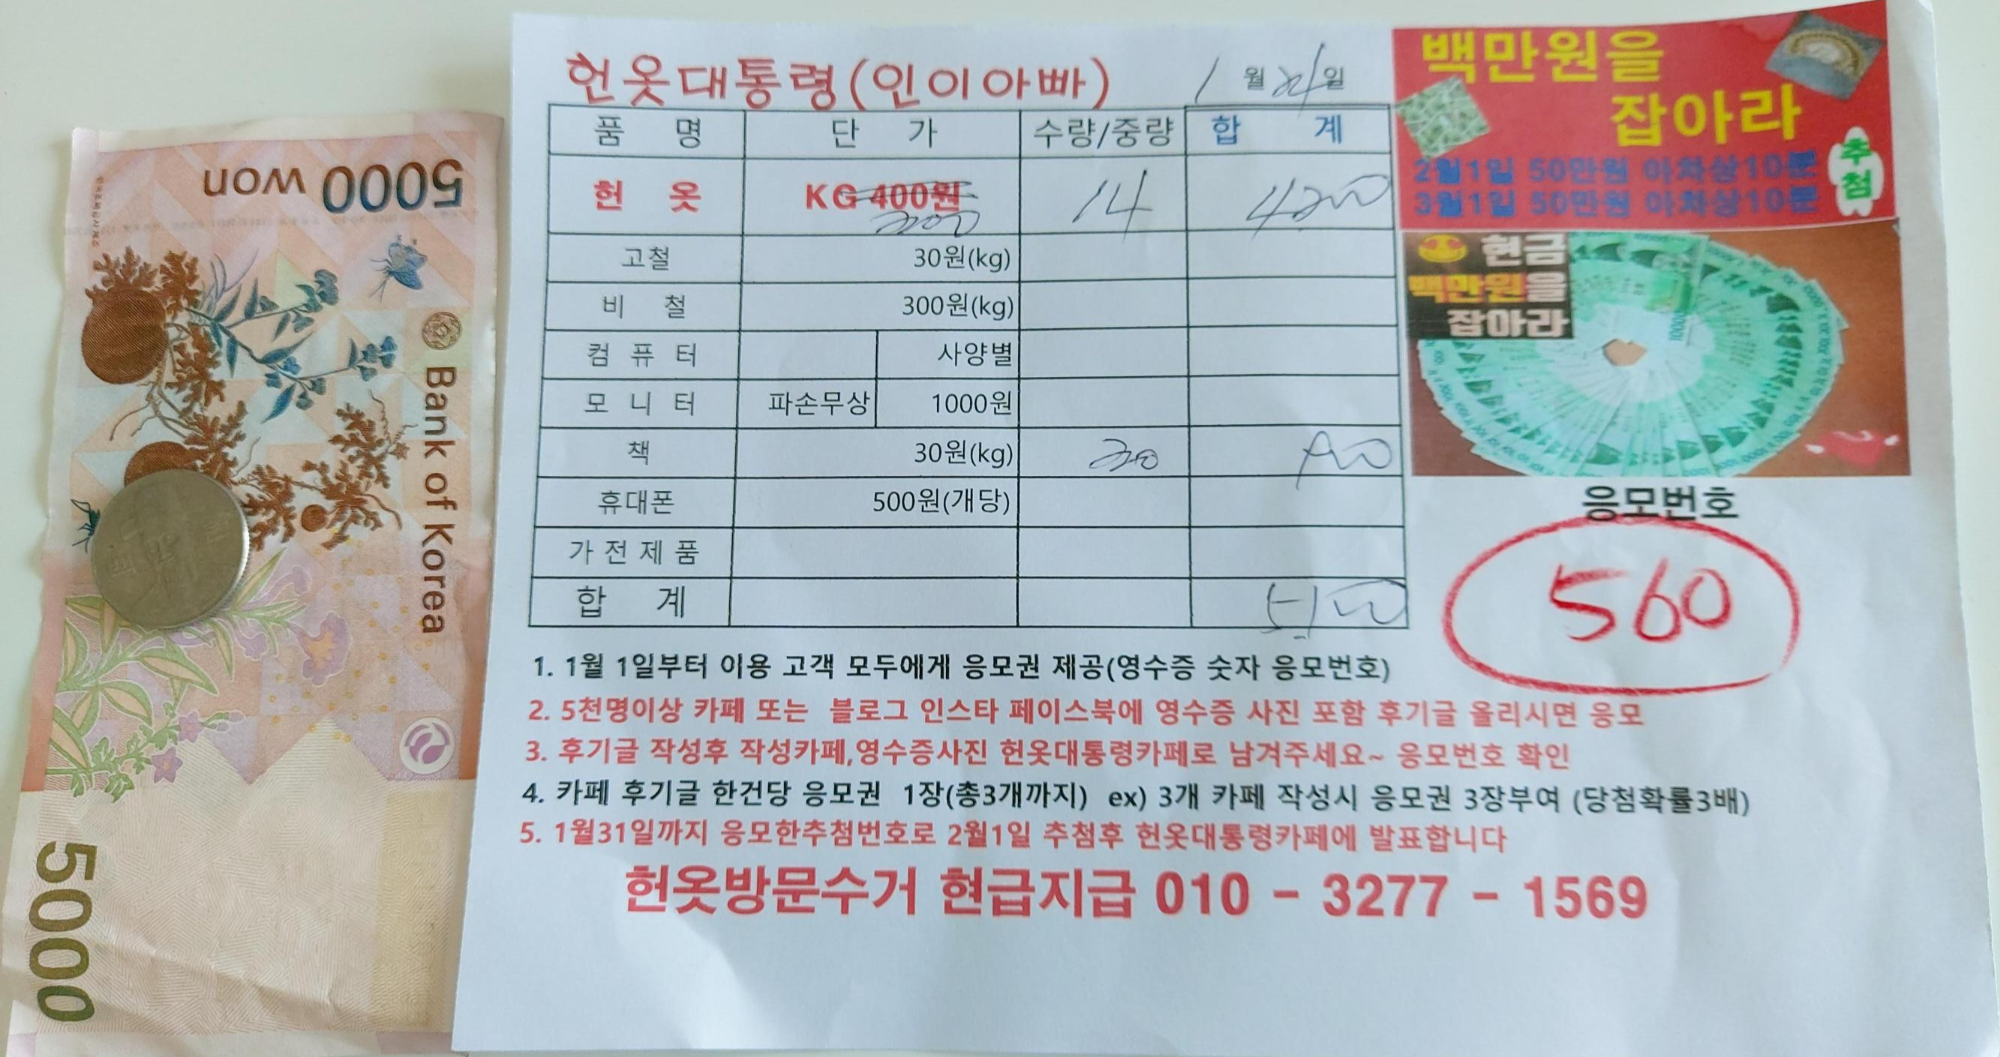 5000 won
Bank of Korea
5000
헌옷대통령(인이아빠)
1 월 21 일
품 명 단 가 수량/중량 합 계
헌 옷 KG 400원 300 14 4200
고철 30원(kg)
비 철 300원(kg)
컴 퓨 터 사양별
모 니 터 파손무상 1000원
책 30원(kg) 30 900
휴대폰 500원(개당)
가 전 제 품
합 계 5,100
백만원을
잡아라
2월1일 50만원 아차상10분
3월1일 50만원 아차상10분
추첨
현금
백만원을
잡아라
응모번호
560
1. 1월 1일부터 이용 고객 모두에게 응모권 제공(영수증 숫자 응모번호)
2. 5천명이상 카페 또는 블로그 인스타 페이스북에 영수증 사진 포함 후기글 올리시면 응모
3. 후기글 작성후 작성카페,영수증사진 헌옷대통령카페로 남겨주세요~ 응모번호 확인
4. 카페 후기글 한건당 응모권 1장(총3개까지) ex) 3개 카페 작성시 응모권 3장부여 (당첨확률3배)
5. 1월31일까지 응모한추첨번호로 2월1일 추첨후 헌옷대통령카페에 발표합니다
헌옷방문수거 현급지급 010 - 3277 - 1569